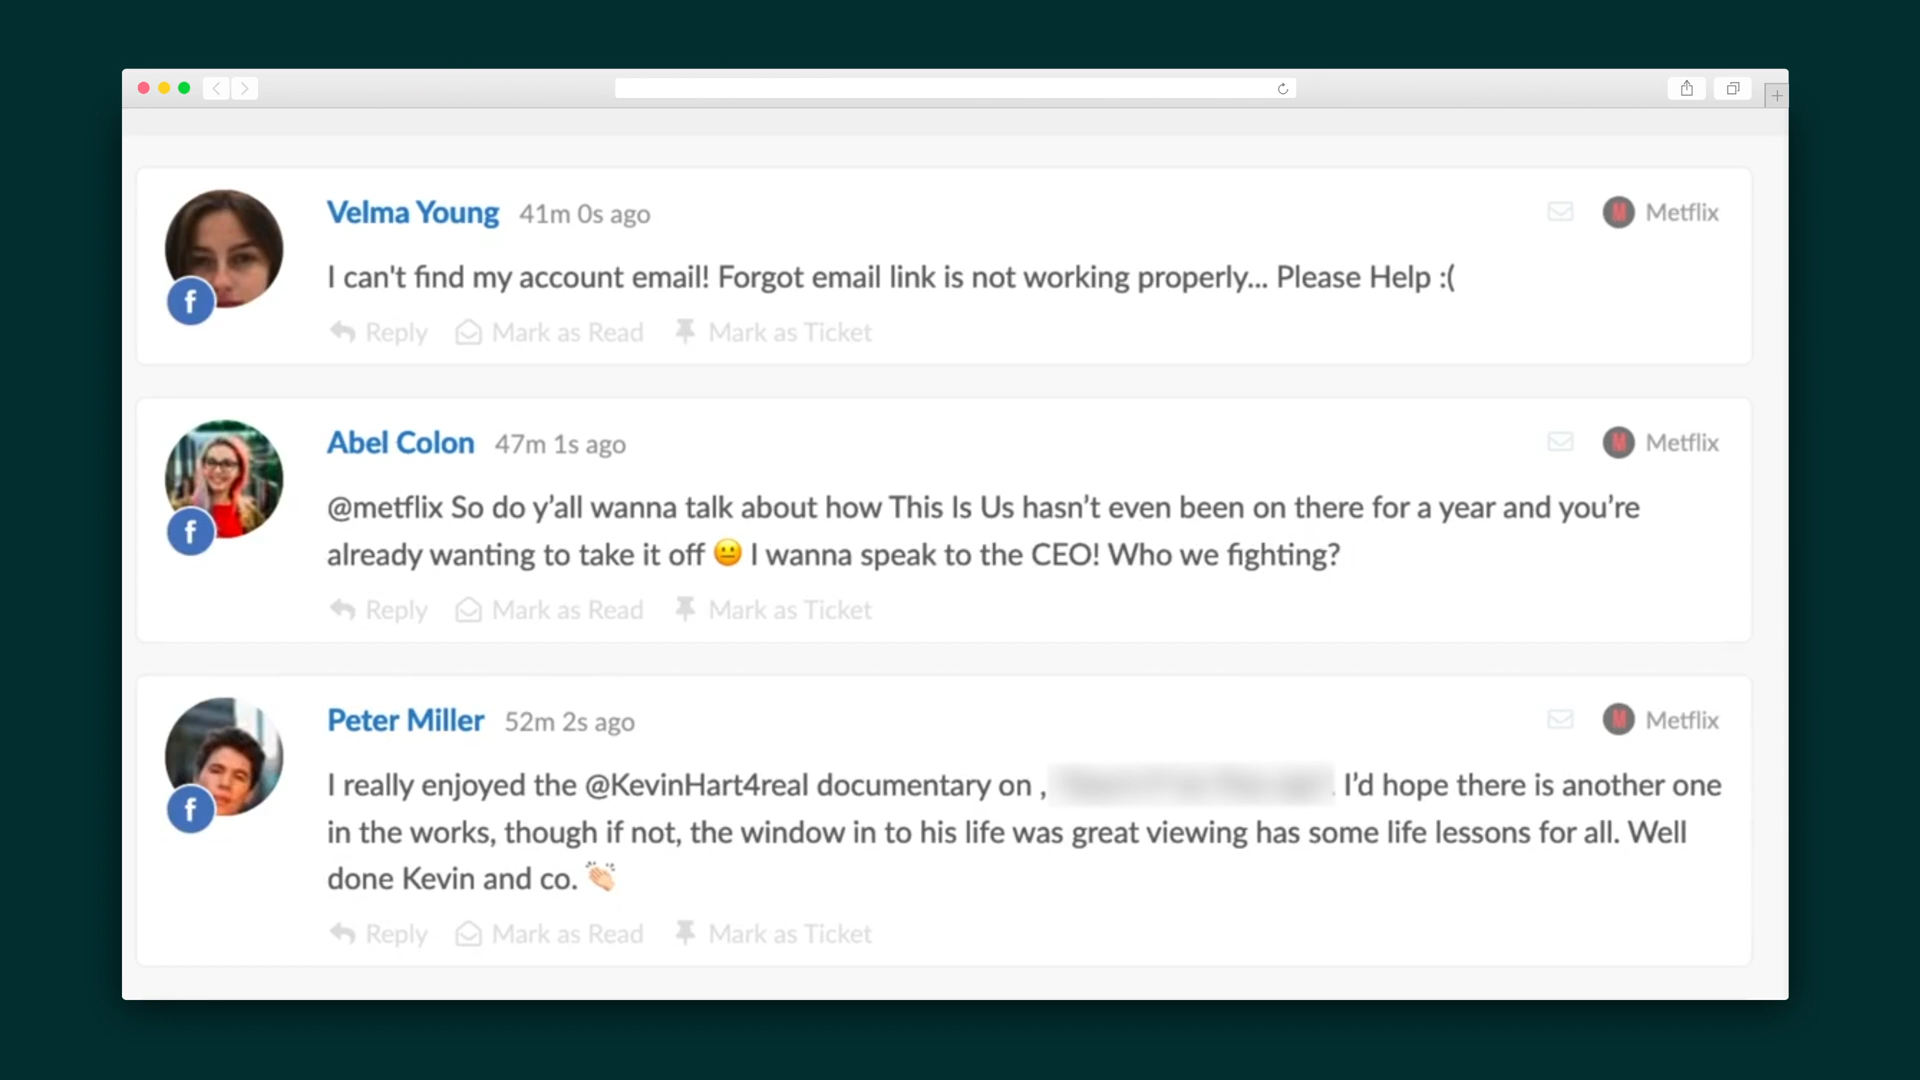 Velma Young 41m 0s ago
M Metflix
I can't find my account email! Forgot email link is not working properly... Please Help :(
Reply Mark as Read Mark as Ticket
Abel Colon 47m 1s ago
M Metflix
@metflix So do y’all wanna talk about how This Is Us hasn’t even been on there for a year and you’re
already wanting to take it off 😐 I wanna speak to the CEO! Who we fighting?
Reply Mark as Read Mark as Ticket
Peter Miller 52m 2s ago
M Metflix
I really enjoyed the @KevinHart4real documentary on , I’d hope there is another one
in the works, though if not, the window in to his life was great viewing has some life lessons for all. Well
done Kevin and co. 👏🏻
Reply Mark as Read Mark as Ticket